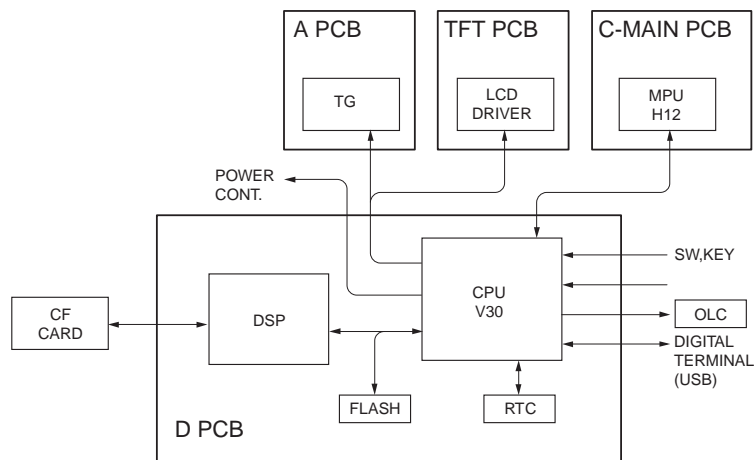 A PCB
TFT PCB
C-MAIN PCB
TG
LCD
DRIVER
MPU
H12
POWER
CONT.
SW,KEY
CPU
V30
DSP
CF
CARD
OLC
DIGITAL
TERMINAL
(USB)
FLASH
RTC
D PCB